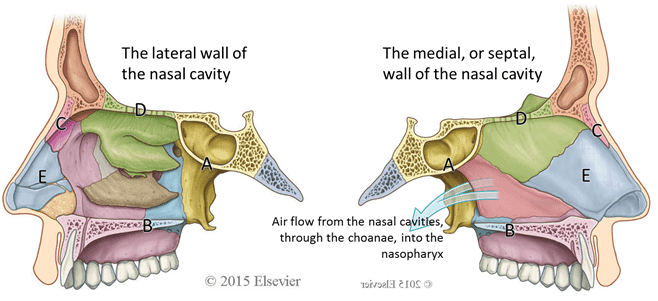 The lateral wall of
the nasal cavity
The medial, or septal,
wall of the nasal cavity
D
C
A
E
B
D
C
A
E
B
Air flow from the nasal cavities,
through the choanae, into the
nasopharyx
© 2015 Elsevier
© 2015 Elsevier